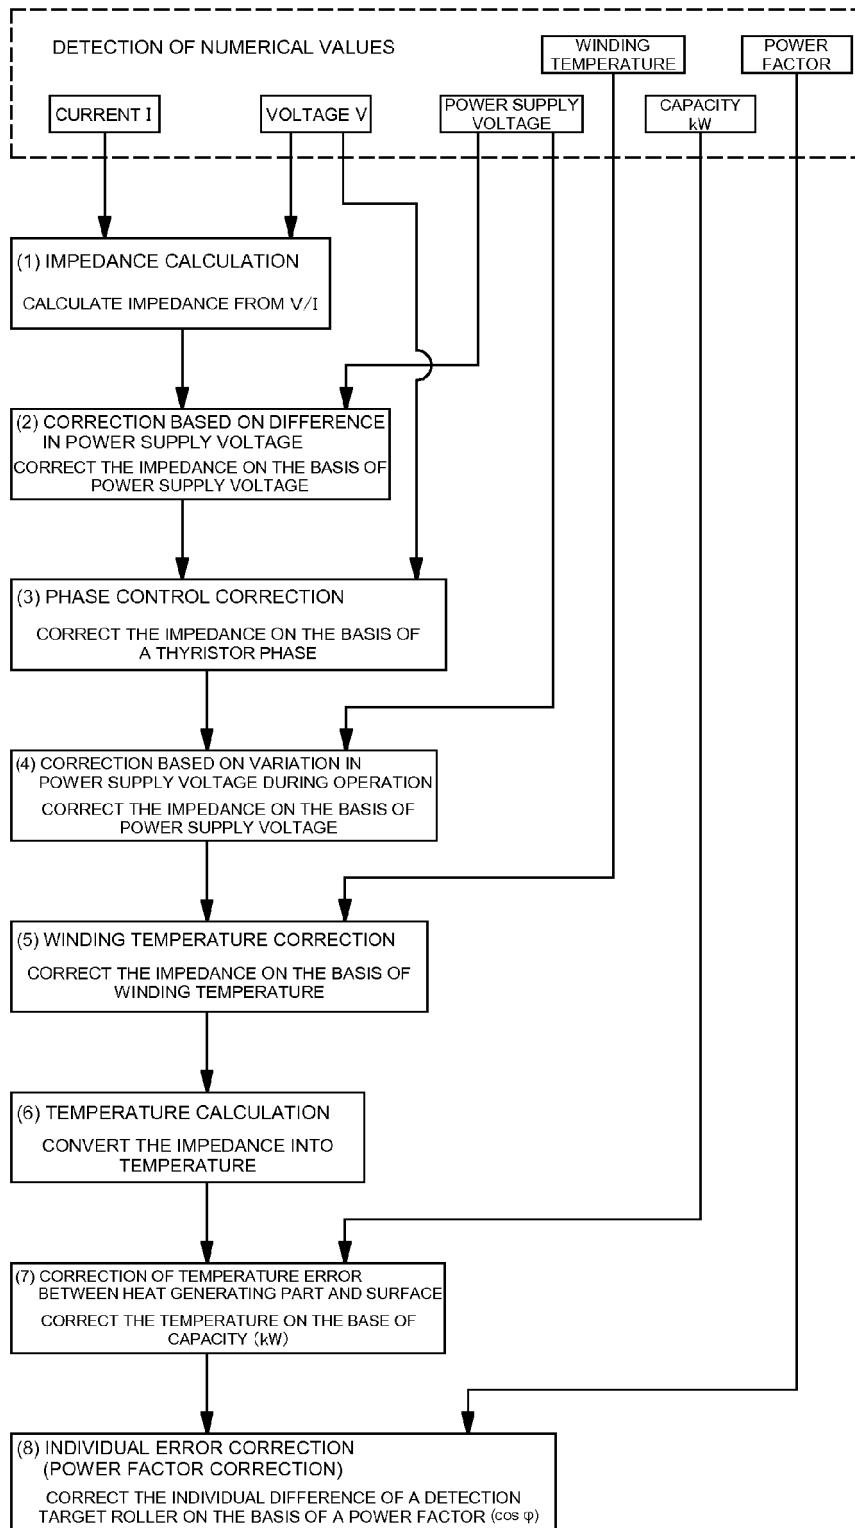 DETECTION OF NUMERICAL VALUES
WINDING
TEMPERATURE
POWER
FACTOR
CURRENT I
VOLTAGE V
POWER SUPPLY
VOLTAGE
CAPACITY
kW
(1) IMPEDANCE CALCULATION
CALCULATE IMPEDANCE FROM V/I
(2) CORRECTION BASED ON DIFFERENCE
IN POWER SUPPLY VOLTAGE
CORRECT THE IMPEDANCE ON THE BASIS OF
POWER SUPPLY VOLTAGE
(3) PHASE CONTROL CORRECTION
CORRECT THE IMPEDANCE ON THE BASIS OF
A THYRISTOR PHASE
(4) CORRECTION BASED ON VARIATION IN
POWER SUPPLY VOLTAGE DURING OPERATION
CORRECT THE IMPEDANCE ON THE BASIS OF
POWER SUPPLY VOLTAGE
(5) WINDING TEMPERATURE CORRECTION
CORRECT THE IMPEDANCE ON THE BASIS OF
WINDING TEMPERATURE
(6) TEMPERATURE CALCULATION
CONVERT THE IMPEDANCE INTO
TEMPERATURE
(7) CORRECTION OF TEMPERATURE ERROR
BETWEEN HEAT GENERATING PART AND SURFACE
CORRECT THE TEMPERATURE ON THE BASE OF
CAPACITY (kW)
(8) INDIVIDUAL ERROR CORRECTION
(POWER FACTOR CORRECTION)
CORRECT THE INDIVIDUAL DIFFERENCE OF A DETECTION
TARGET ROLLER ON THE BASIS OF A POWER FACTOR (cos φ)